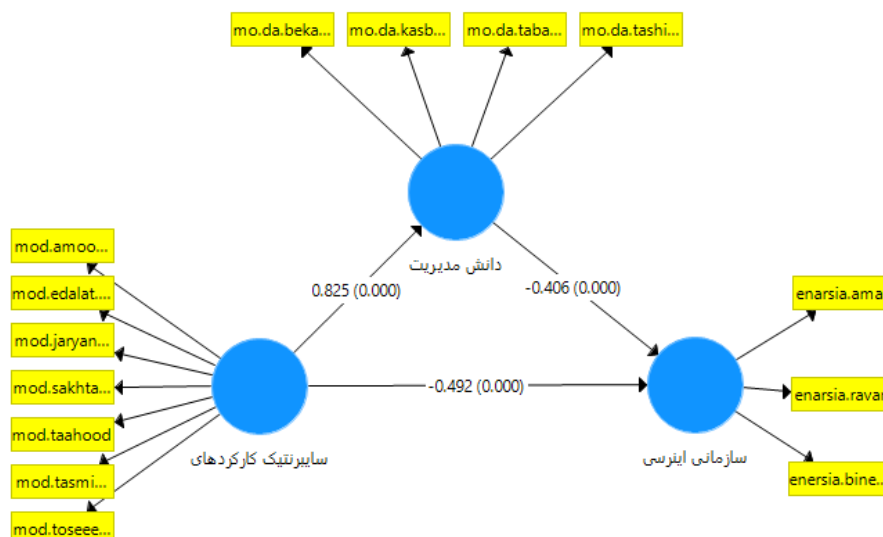 mo.da.beka...
mo.da.kasb...
mo.da.taba...
mo.da.tashi...
دانش مدیریت
0.825 (0.000)
-0.406 (0.000)
mod.amoo...
mod.edalat....
mod.jaryan...
mod.sakhta...
mod.taahood
mod.tasmi...
mod.toseee...
-0.492 (0.000)
سایبرنتیک کارکردهای
سازمانی اینرسی
enarsia.ama
enarsia.ravan
enersia.bine...